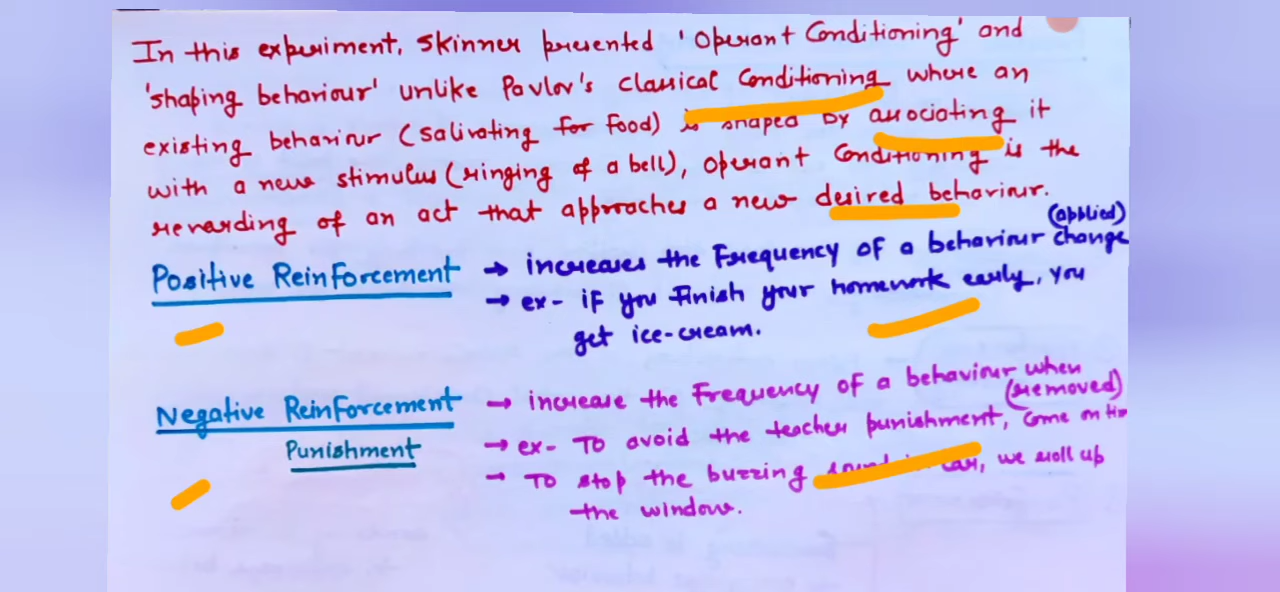 In this experiment, Skinner presented 'Operant Conditioning' and
'shaping behaviour' unlike Pavlov's classical Conditioning where an
existing behaviour (salivating for food) is shaped by associating it
with a new stimulus (ringing of a bell), operant Conditioning is the
rewarding of an act that approaches a new desired behaviour.
(applied)
Positive Reinforcement → increases the Frequency of a behaviour change
→ ex- if you Finish your homework early, you
get ice-cream.
Negative Reinforcement → increase the Frequency of a behaviour when
(removed)
Punishment → ex- To avoid the teacher punishment, Come on
→ To stop the buzzing sound in car, we roll up
the window.